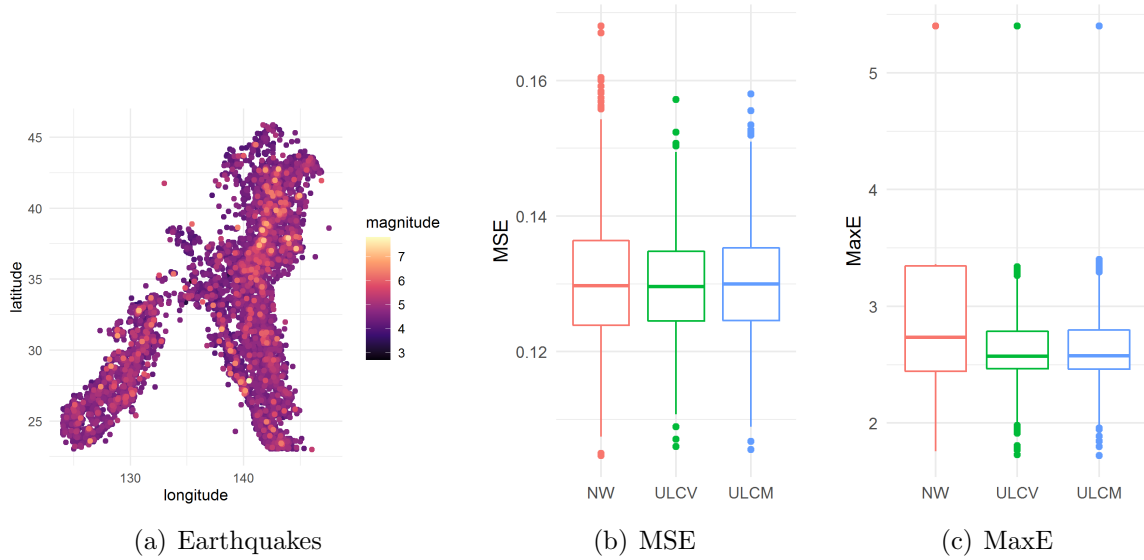 45
40
35
30
25
latitude
130
140
longitude
magnitude
7
6
5
4
3
(a) Earthquakes
0.16
0.14
0.12
MSE
NW ULCV ULCM
(b) MSE
5
4
3
2
MaxE
NW ULCV ULCM
(c) MaxE